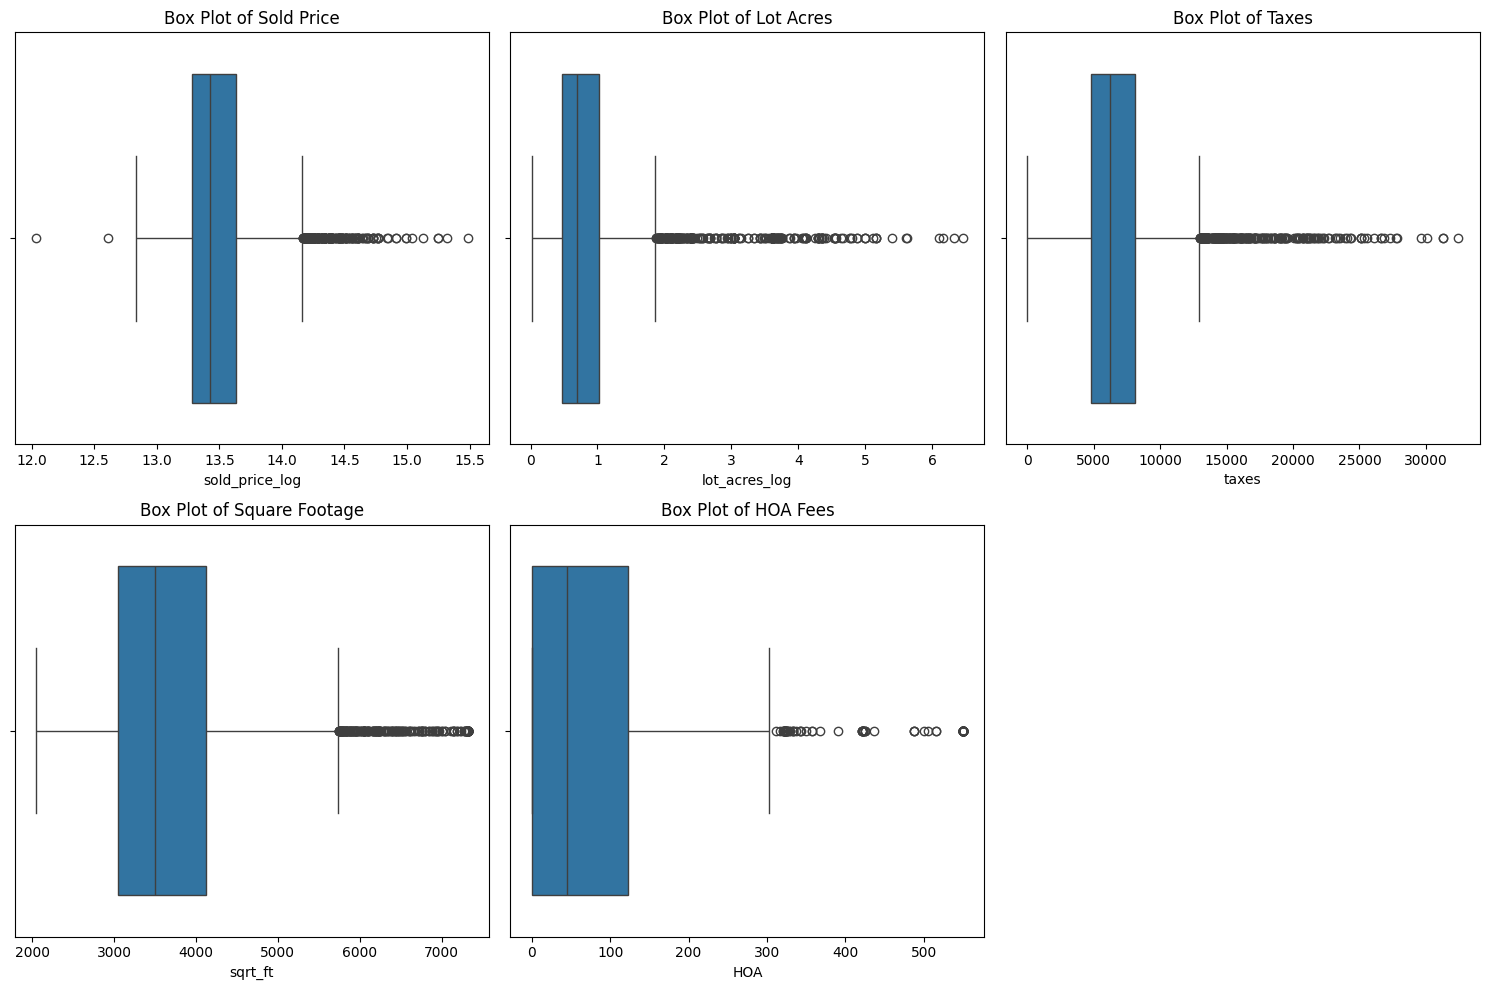 Box Plot of Sold Price
12.0 12.5 13.0 13.5 14.0 14.5 15.0 15.5
sold_price_log
Box Plot of Lot Acres
0 1 2 3 4 5 6
lot_acres_log
Box Plot of Taxes
0 5000 10000 15000 20000 25000 30000
taxes
Box Plot of Square Footage
2000 3000 4000 5000 6000 7000
sqrt_ft
Box Plot of HOA Fees
0 100 200 300 400 500
HOA